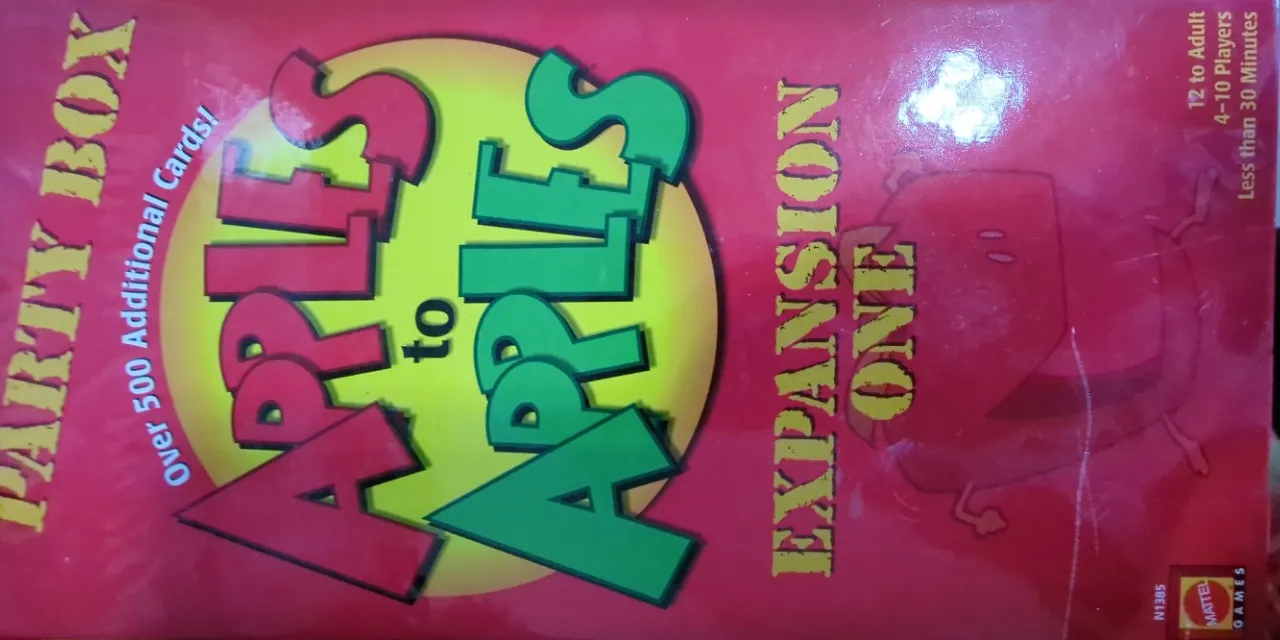 PARTY BOX
Over 500 Additional Cards!
APPLES
to
APPLES
EXPANSION
ONE
12 to Adult
4–10 Players
Less than 30 Minutes
N1385
MATTEL
GAMES